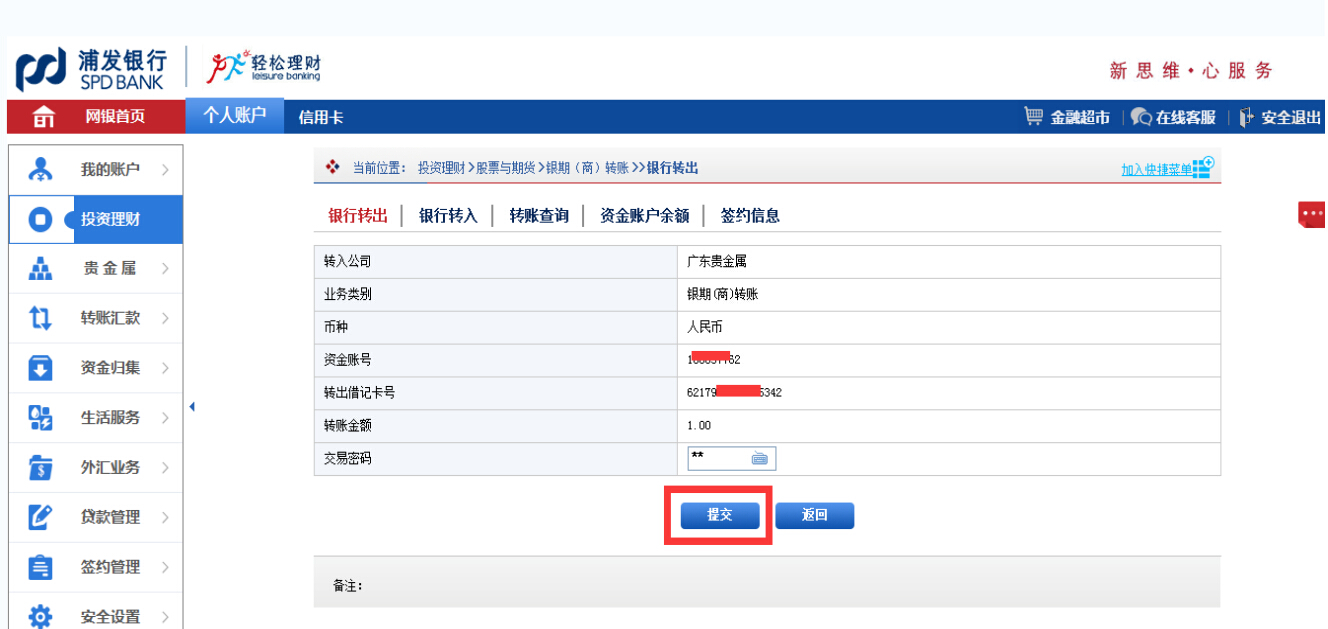 浦发银行
SPD BANK
轻松理财
leisure banking
新思维·心服务
网银首页
个人账户
信用卡
金融超市
在线客服
安全退出
我的账户
投资理财
贵金属
转账汇款
资金归集
生活服务
外汇业务
贷款管理
签约管理
安全设置
当前位置: 投资理财>股票与期货>银期(商)转账>>银行转出
加入快捷菜单
银行转出 | 银行转入 | 转账查询 | 资金账户余额 | 签约信息
转入公司 广东贵金属
业务类别 银期(商)转账
币种 人民币
资金账号 62
转出借记卡号 62179 5342
转账金额 1.00
交易密码 **
提交 返回
备注: